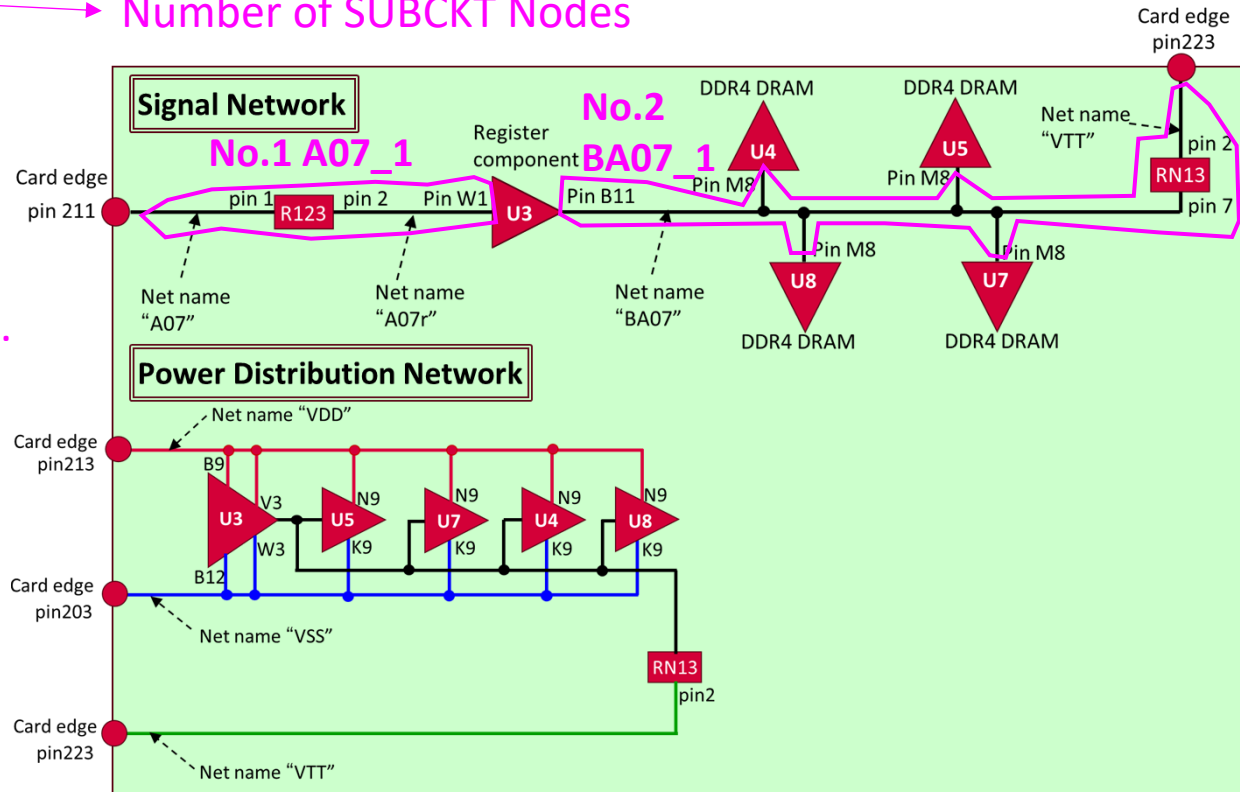 Number of SUBCKT Nodes
Card edge
pin223
Signal Network
No.1 A07_1
Register
component
No.2
BA07_1
DDR4 DRAM
DDR4 DRAM
Net name
“VTT”
U4
U5
pin 2
RN13
pin 7
Card edge
pin 211
pin 1
R123
pin 2
Pin W1
U3
Pin B11
Pin M8
Pin M8
Pin M8
Pin M8
U8
U7
Net name
“A07”
Net name
“A07r”
Net name
“BA07”
DDR4 DRAM
DDR4 DRAM
.
Power Distribution Network
Net name “VDD”
Card edge
pin213
B9
V3
N9
N9
N9
N9
U3
U5
U7
U4
U8
W3
K9
K9
K9
K9
B12
Card edge
pin203
Net name “VSS”
RN13
pin2
Card edge
pin223
Net name “VTT”